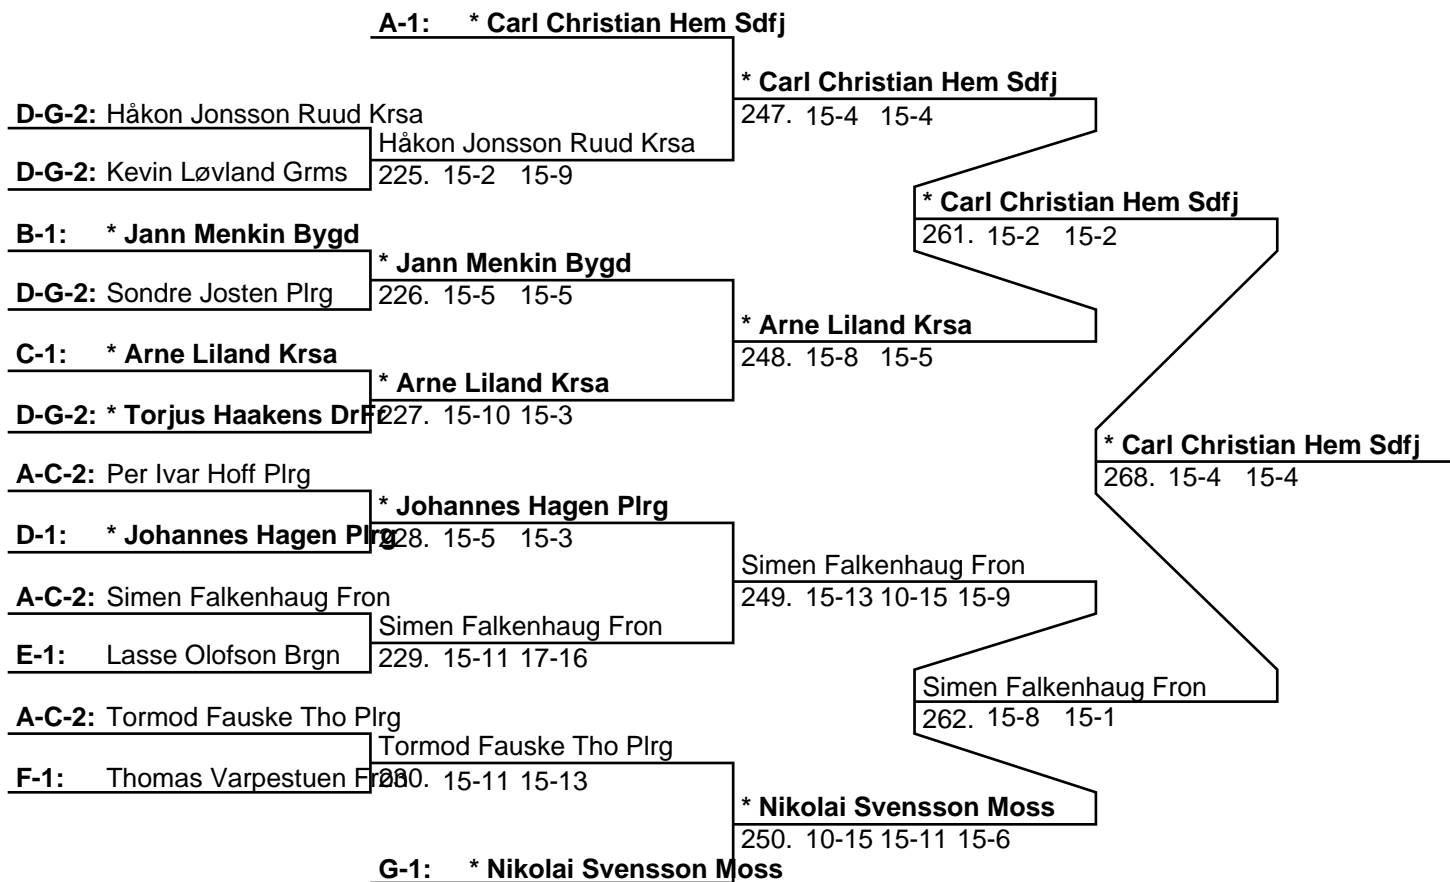 A-1: * Carl Christian Hem Sdfj
* Carl Christian Hem Sdfj
247. 15-4 15-4
D-G-2: Håkon Jonsson Ruud Krsa
Håkon Jonsson Ruud Krsa
225. 15-2 15-9
D-G-2: Kevin Løvland Grms
* Carl Christian Hem Sdfj
261. 15-2 15-2
B-1: * Jann Menkin Bygd
* Jann Menkin Bygd
226. 15-5 15-5
D-G-2: Sondre Josten Plrg
* Arne Liland Krsa
248. 15-8 15-5
C-1: * Arne Liland Krsa
* Arne Liland Krsa
227. 15-10 15-3
D-G-2: * Torjus Haakens DrFr
* Carl Christian Hem Sdfj
268. 15-4 15-4
A-C-2: Per Ivar Hoff Plrg
* Johannes Hagen Plrg
228. 15-5 15-3
D-1: * Johannes Hagen Plrg
Simen Falkenhaug Fron
249. 15-13 10-15 15-9
A-C-2: Simen Falkenhaug Fron
Simen Falkenhaug Fron
229. 15-11 17-16
E-1: Lasse Olofson Brgn
Simen Falkenhaug Fron
262. 15-8 15-1
A-C-2: Tormod Fauske Tho Plrg
Tormod Fauske Tho Plrg
230. 15-11 15-13
F-1: Thomas Varpestuen Fron
* Nikolai Svensson Moss
250. 10-15 15-11 15-6
G-1: * Nikolai Svensson Moss